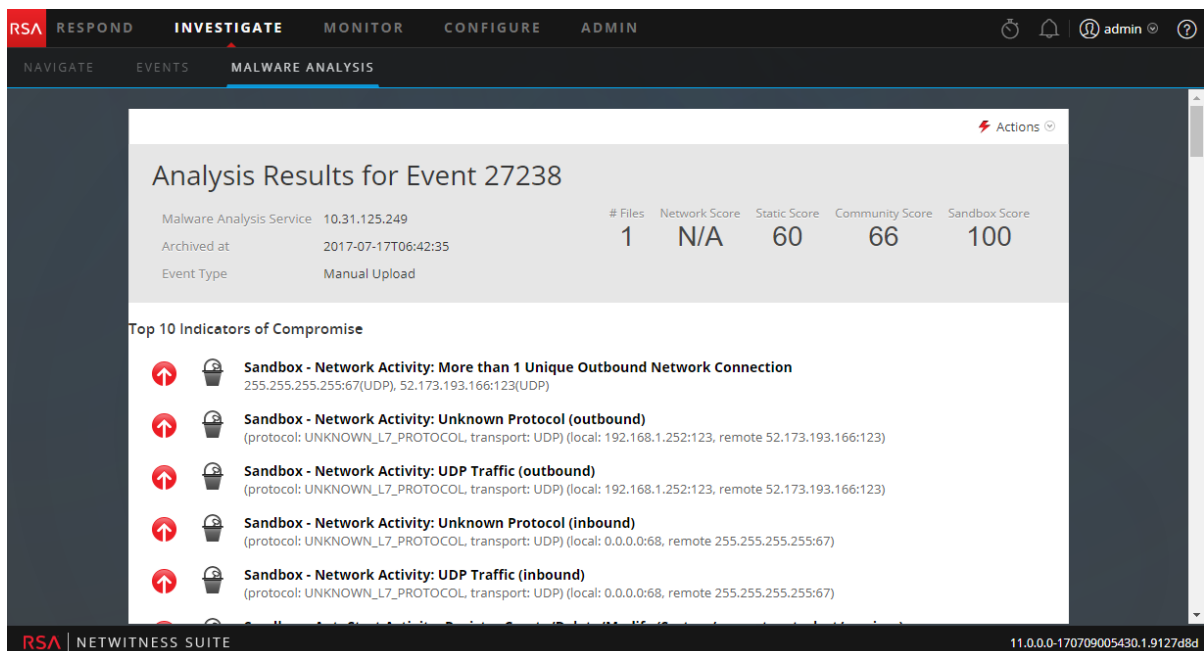 RSA RESPOND INVESTIGATE MONITOR CONFIGURE ADMIN admin ?
NAVIGATE EVENTS MALWARE ANALYSIS
Actions
Analysis Results for Event 27238
# Files Network Score Static Score Community Score Sandbox Score
1 N/A 60 66 100
Malware Analysis Service 10.31.125.249
Archived at 2017-07-17T06:42:35
Event Type Manual Upload
Top 10 Indicators of Compromise
Sandbox - Network Activity: More than 1 Unique Outbound Network Connection
255.255.255.255:67(UDP), 52.173.193.166:123(UDP)
Sandbox - Network Activity: Unknown Protocol (outbound)
(protocol: UNKNOWN_L7_PROTOCOL, transport: UDP) (local: 192.168.1.252:123, remote 52.173.193.166:123)
Sandbox - Network Activity: UDP Traffic (outbound)
(protocol: UNKNOWN_L7_PROTOCOL, transport: UDP) (local: 192.168.1.252:123, remote 52.173.193.166:123)
Sandbox - Network Activity: Unknown Protocol (inbound)
(protocol: UNKNOWN_L7_PROTOCOL, transport: UDP) (local: 0.0.0.0:68, remote 255.255.255.255:67)
Sandbox - Network Activity: UDP Traffic (inbound)
(protocol: UNKNOWN_L7_PROTOCOL, transport: UDP) (local: 0.0.0.0:68, remote 255.255.255.255:67)
RSA NETWITNESS SUITE 11.0.0.0-170709005430.1.9127d8d